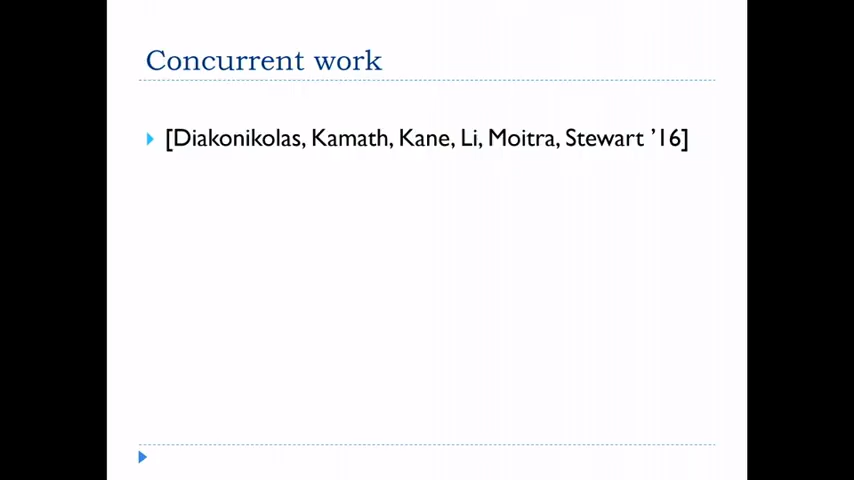 Concurrent work
[Diakonikolas, Kamath, Kane, Li, Moitra, Stewart ’16]